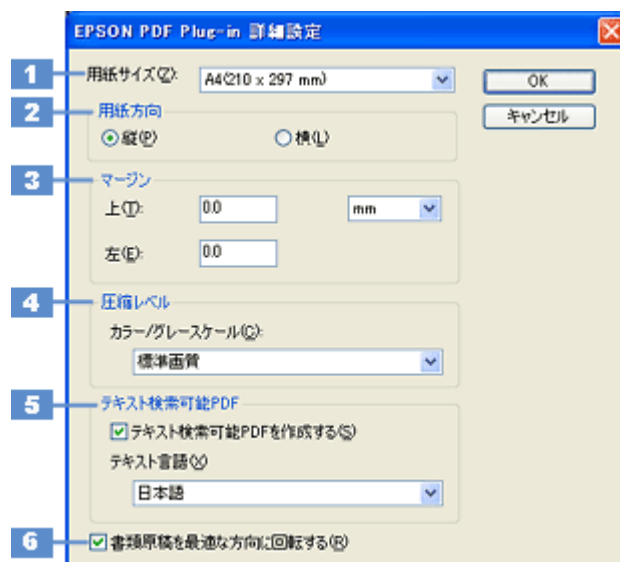 EPSON PDF Plug-in 詳細設定
1 用紙サイズ(Z): A4(210 x 297 mm) OK
2 用紙方向 キャンセル
縦(P) 横(L)
3 マージン
上(T): 0.0 mm
左(E): 0.0
4 圧縮レベル
カラー/グレースケール(C):
標準画質
5 テキスト検索可能PDF
テキスト検索可能PDFを作成する(S)
テキスト言語(X)
日本語
6 書類原稿を最適な方向に回転する(R)